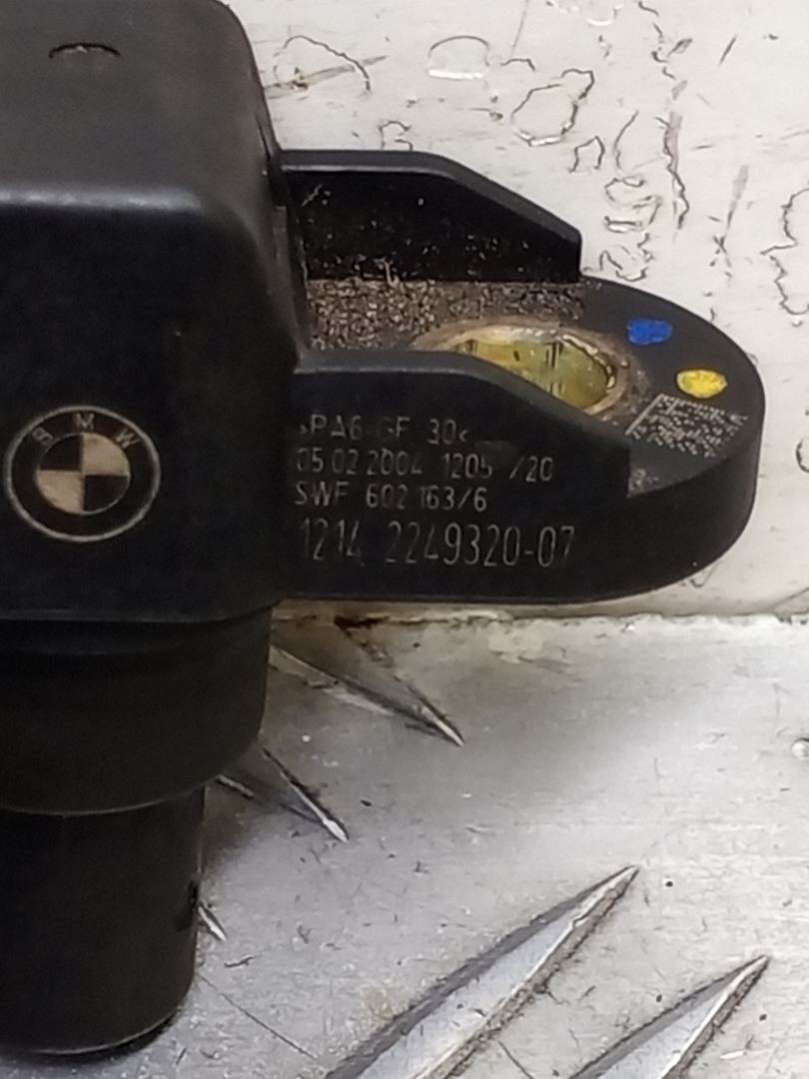 BMW
>PA6 GF 30<
05.02.2004 1205 /20
SWF 602 163/6
1214 2249320-07